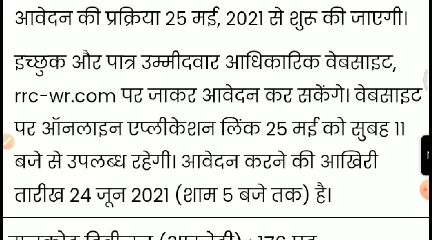 आवेदन की प्रक्रिया 25 मई, 2021 से शुरू की जाएगी।
इच्छुक और पात्र उम्मीदवार आधिकारिक वेबसाइट,
rrc-wr.com पर जाकर आवेदन कर सकेंगे। वेबसाइट
पर ऑनलाइन एप्लीकेशन लिंक 25 मई को सुबह 11
बजे से उपलब्ध रहेगी। आवेदन करने की आखिरी
तारीख 24 जून 2021 (शाम 5 बजे तक) है।